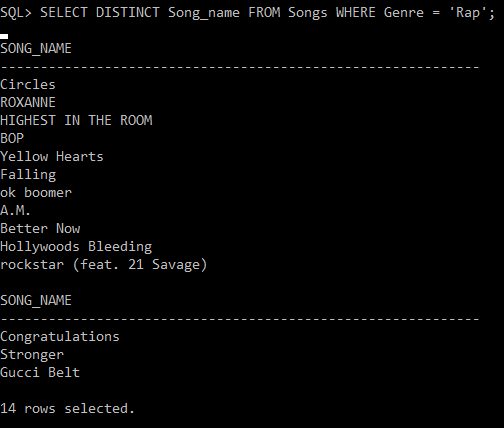 SQL> SELECT DISTINCT Song_name FROM Songs WHERE Genre = 'Rap';
SONG_NAME
------------------------------------------------------------
Circles
ROXANNE
HIGHEST IN THE ROOM
BOP
Yellow Hearts
Falling
ok boomer
A.M.
Better Now
Hollywoods Bleeding
rockstar (feat. 21 Savage)
SONG_NAME
------------------------------------------------------------
Congratulations
Stronger
Gucci Belt
14 rows selected.